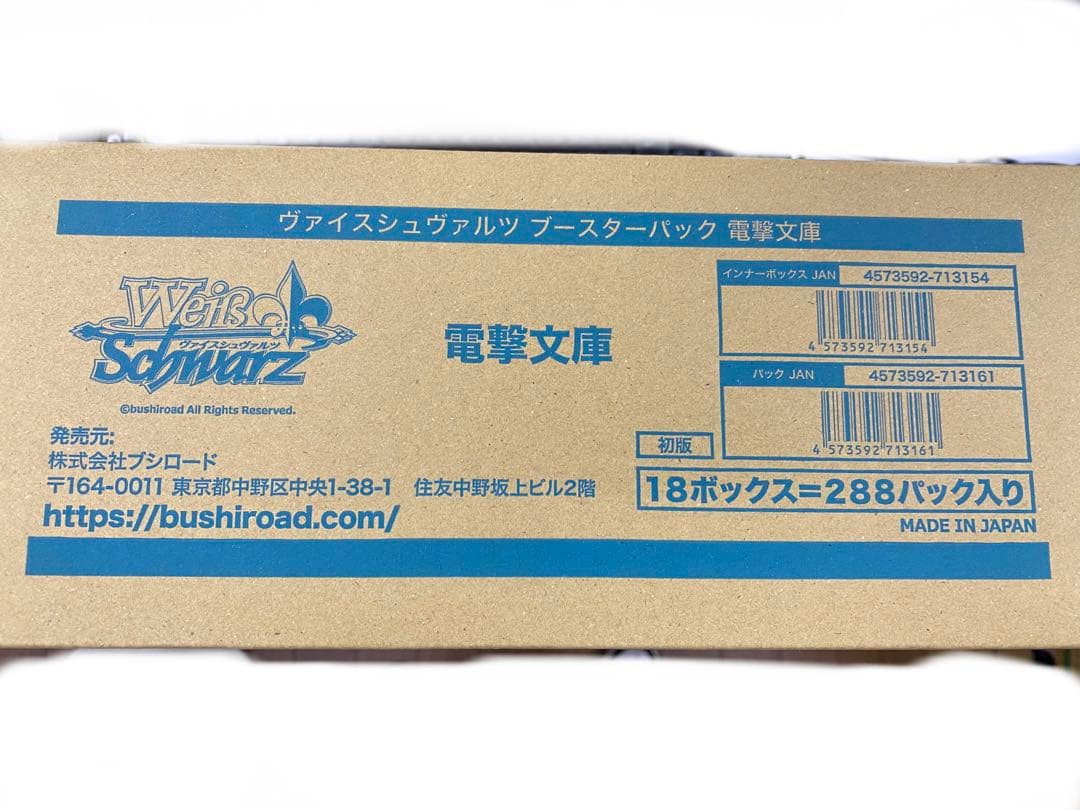 ヴァイスシュヴァルツ ブースターパック 電撃文庫
Weiß
ヴァイスシュヴァルツ
Schwarz
©bushiroad All Rights Reserved.
電撃文庫
インナーボックス JAN 4573592-713154
4 573592 713154
パック JAN 4573592-713161
4 573592 713161
発売元:
株式会社ブシロード
〒164-0011 東京都中野区中央1-38-1 住友中野坂上ビル2階
https://bushiroad.com/
初版
18ボックス=288パック入り
MADE IN JAPAN